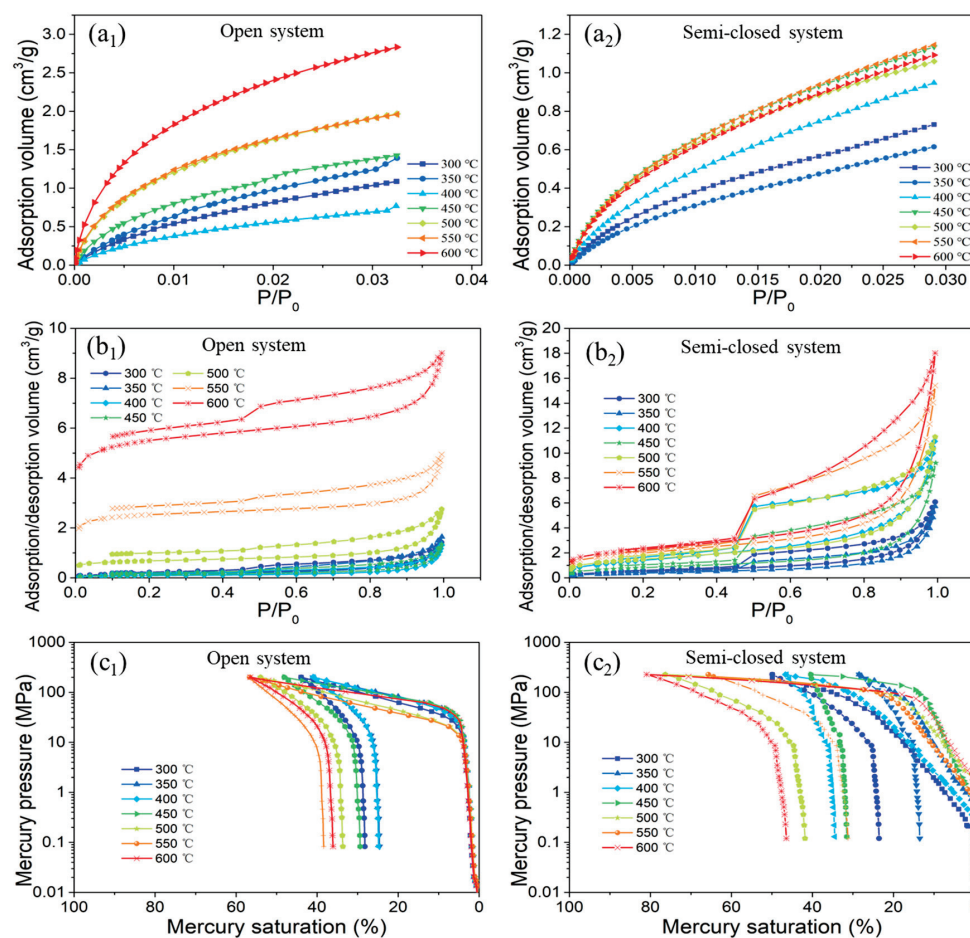 (a₁) Open system
Adsorption volume (cm³/g)
3.0
2.5
2.0
1.5
1.0
0.5
0.0
300 ℃
350 ℃
400 ℃
450 ℃
500 ℃
550 ℃
600 ℃
0.00 0.01 0.02 0.03 0.04
P/P₀
(a₂) Semi-closed system
Adsorption volume (cm³/g)
1.2
1.0
0.8
0.6
0.4
0.2
0.0
300 ℃
350 ℃
400 ℃
450 ℃
500 ℃
550 ℃
600 ℃
0.000 0.005 0.010 0.015 0.020 0.025 0.030
P/P₀
(b₁) Open system
Adsorption/desorption volume (cm³/g)
10
8
6
4
2
0
300 ℃ 500 ℃
350 ℃ 550 ℃
400 ℃ 600 ℃
450 ℃
0.0 0.2 0.4 0.6 0.8 1.0
P/P₀
(b₂) Semi-closed system
Adsorption/desorption volume (cm³/g)
20
18
16
14
12
10
8
6
4
2
0
300 ℃
350 ℃
400 ℃
450 ℃
500 ℃
550 ℃
600 ℃
0.0 0.2 0.4 0.6 0.8 1.0
P/P₀
(c₁) Open system
Mercury pressure (MPa)
1000
100
10
1
0.1
0.01
300 ℃
350 ℃
400 ℃
450 ℃
500 ℃
550 ℃
600 ℃
100 80 60 40 20 0
Mercury saturation (%)
(c₂) Semi-closed system
Mercury pressure (MPa)
1000
100
10
1
0.1
0.01
300 ℃
350 ℃
400 ℃
450 ℃
500 ℃
550 ℃
600 ℃
100 80 60 40 20
Mercury saturation (%)